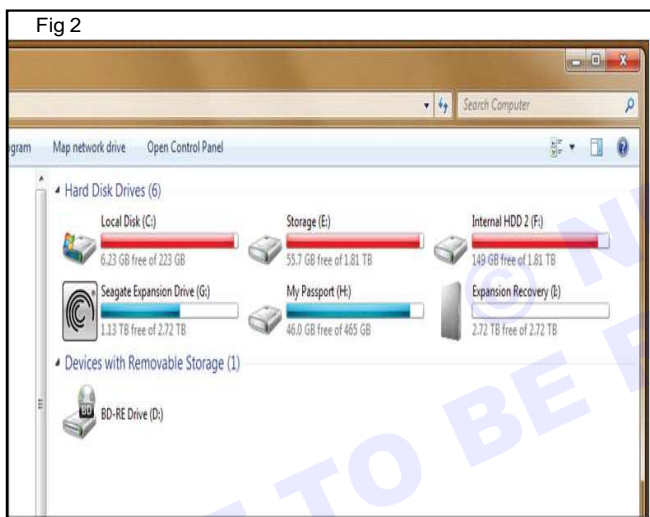 Fig 2
Search Computer
gram Map network drive Open Control Panel
Hard Disk Drives (6)
Local Disk (C:) Storage (E:) Internal HDD 2 (F:)
6.23 GB free of 223 GB 55.7 GB free of 1.81 TB 149 GB free of 1.81 TB
Seagate Expansion Drive (G:) My Passport (H:) Expansion Recovery (I:)
1.13 TB free of 2.72 TB 46.0 GB free of 465 GB 2.72 TB free of 2.72 TB
Devices with Removable Storage (1)
BD
BD-RE Drive (D:)
© N
TO BE